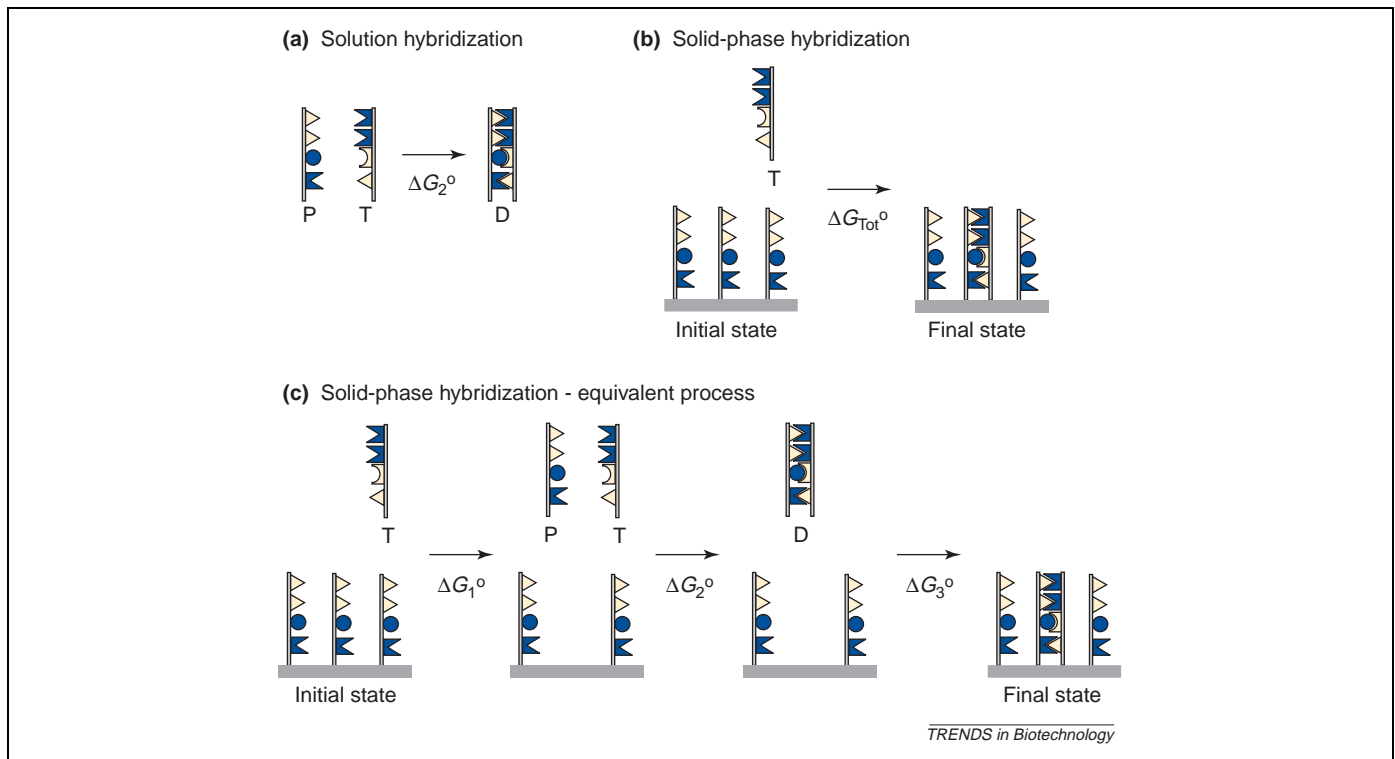 (a) Solution hybridization
P T ΔG₂° D
(b) Solid-phase hybridization
T
ΔG_Tot°
Initial state Final state
(c) Solid-phase hybridization - equivalent process
T P T D
ΔG₁° ΔG₂° ΔG₃°
Initial state Final state
TRENDS in Biotechnology